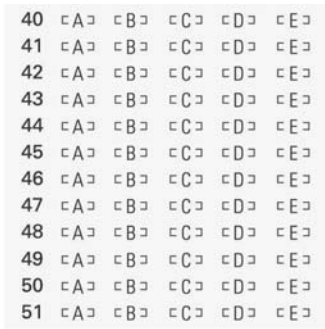 40 ⊏A⊐ ⊏B⊐ ⊏C⊐ ⊏D⊐ ⊏E⊐
41 ⊏A⊐ ⊏B⊐ ⊏C⊐ ⊏D⊐ ⊏E⊐
42 ⊏A⊐ ⊏B⊐ ⊏C⊐ ⊏D⊐ ⊏E⊐
43 ⊏A⊐ ⊏B⊐ ⊏C⊐ ⊏D⊐ ⊏E⊐
44 ⊏A⊐ ⊏B⊐ ⊏C⊐ ⊏D⊐ ⊏E⊐
45 ⊏A⊐ ⊏B⊐ ⊏C⊐ ⊏D⊐ ⊏E⊐
46 ⊏A⊐ ⊏B⊐ ⊏C⊐ ⊏D⊐ ⊏E⊐
47 ⊏A⊐ ⊏B⊐ ⊏C⊐ ⊏D⊐ ⊏E⊐
48 ⊏A⊐ ⊏B⊐ ⊏C⊐ ⊏D⊐ ⊏E⊐
49 ⊏A⊐ ⊏B⊐ ⊏C⊐ ⊏D⊐ ⊏E⊐
50 ⊏A⊐ ⊏B⊐ ⊏C⊐ ⊏D⊐ ⊏E⊐
51 ⊏A⊐ ⊏B⊐ ⊏C⊐ ⊏D⊐ ⊏E⊐